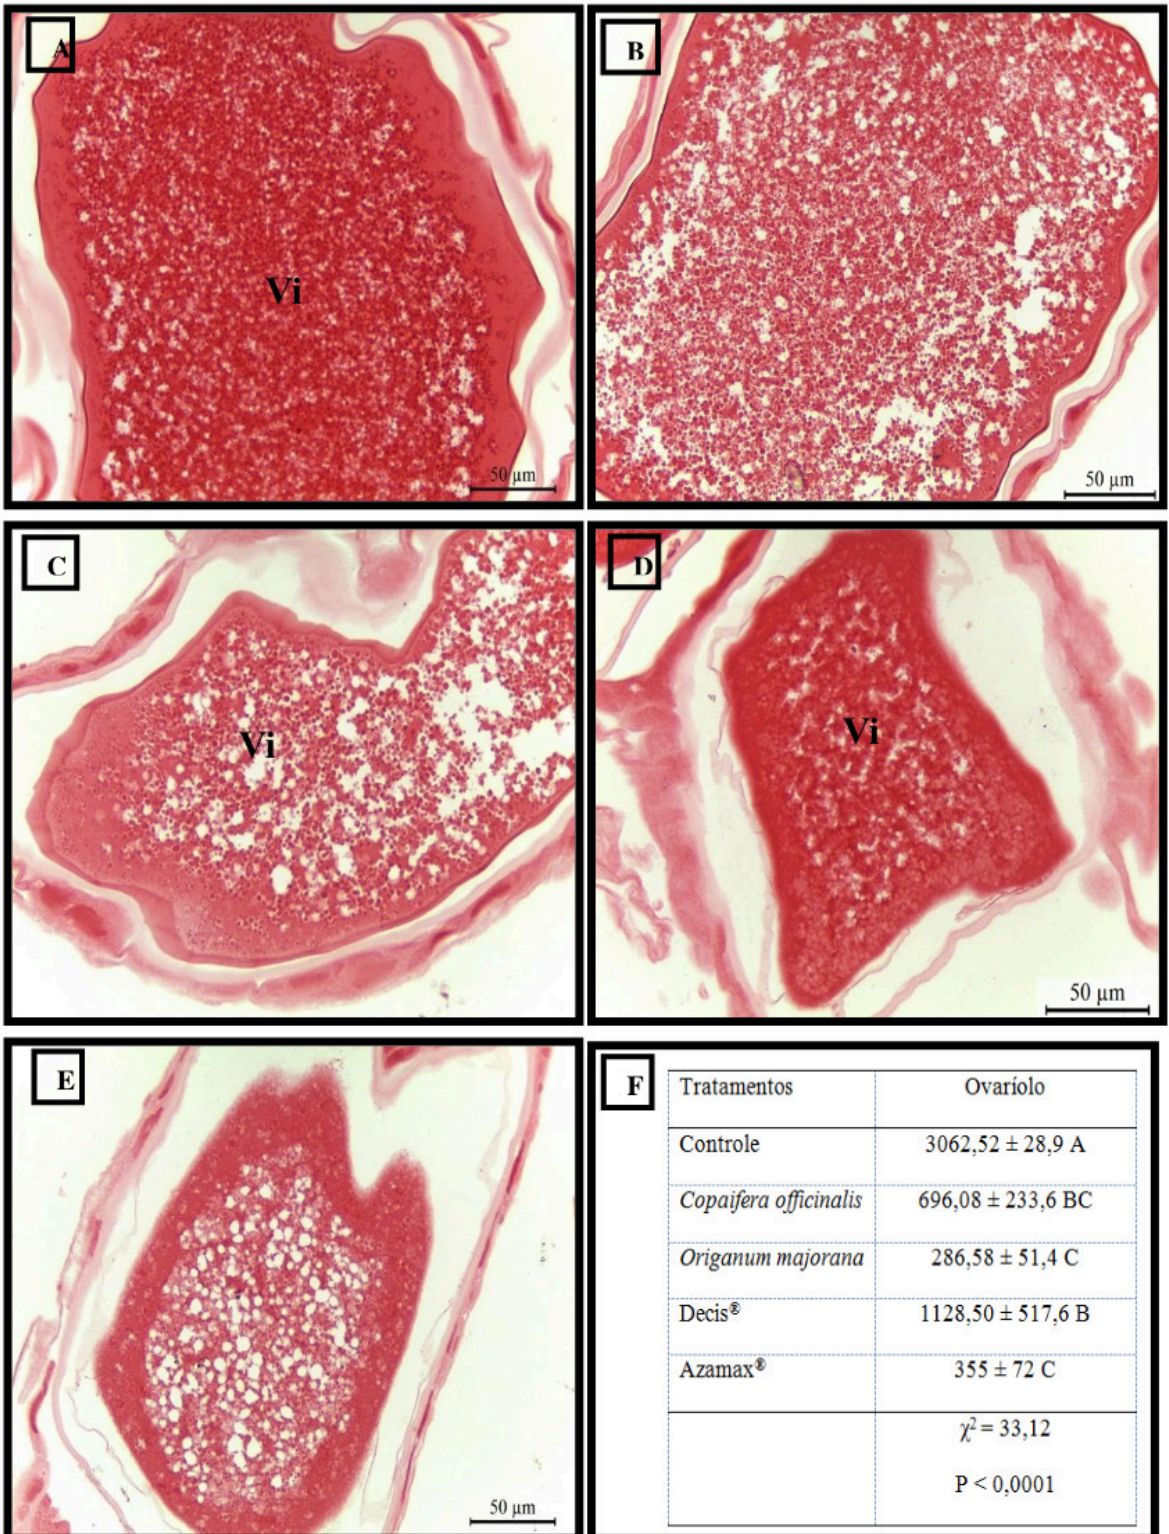 A
Vi
50 µm
B
50 µm
C
Vi
D
Vi
50 µm
E
50 µm
F
Tratamentos Ovaríolo
Controle 3062,52 ± 28,9 A
Copaifera officinalis 696,08 ± 233,6 BC
Origanum majorana 286,58 ± 51,4 C
Decis® 1128,50 ± 517,6 B
Azamax® 355 ± 72 C
χ² = 33,12
P < 0,0001